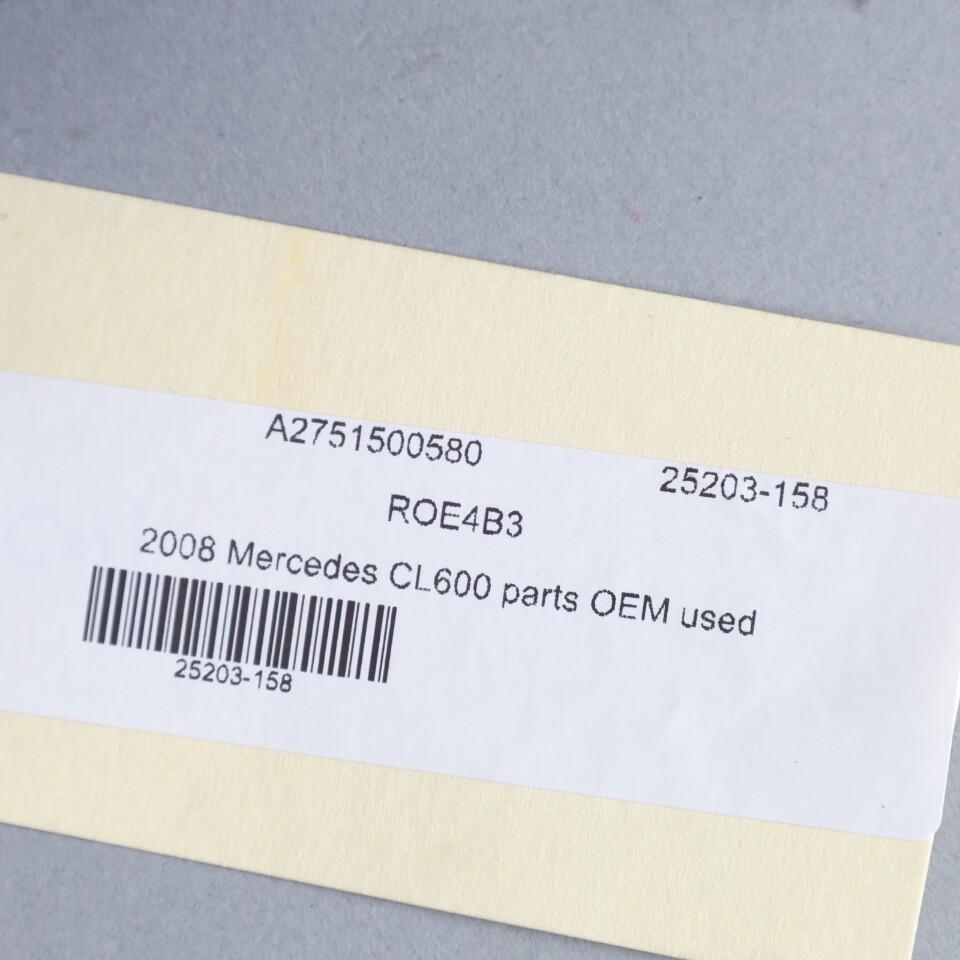 A2751500580
25203-158
ROE4B3
2008 Mercedes CL600 parts OEM used
25203-158